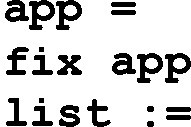 app =
fix app
list :=